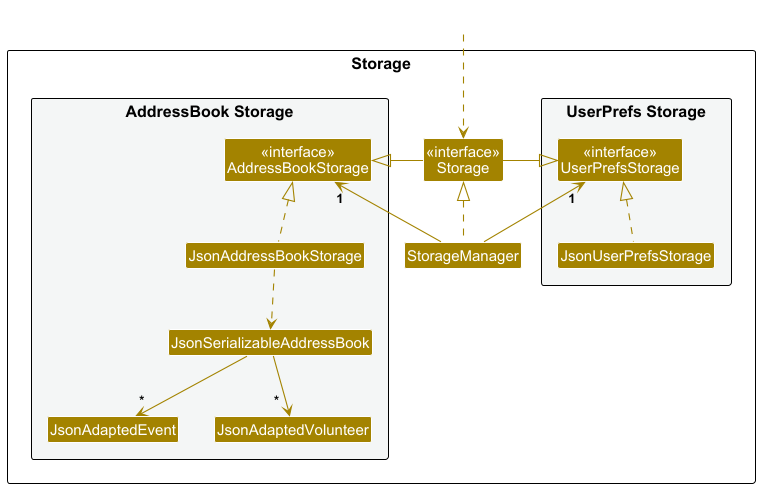 Storage
AddressBook Storage
UserPrefs Storage
«interface»
AddressBookStorage
«interface»
Storage
«interface»
UserPrefsStorage
1
1
JsonAddressBookStorage
StorageManager
JsonUserPrefsStorage
JsonSerializableAddressBook
*
*
JsonAdaptedEvent
JsonAdaptedVolunteer